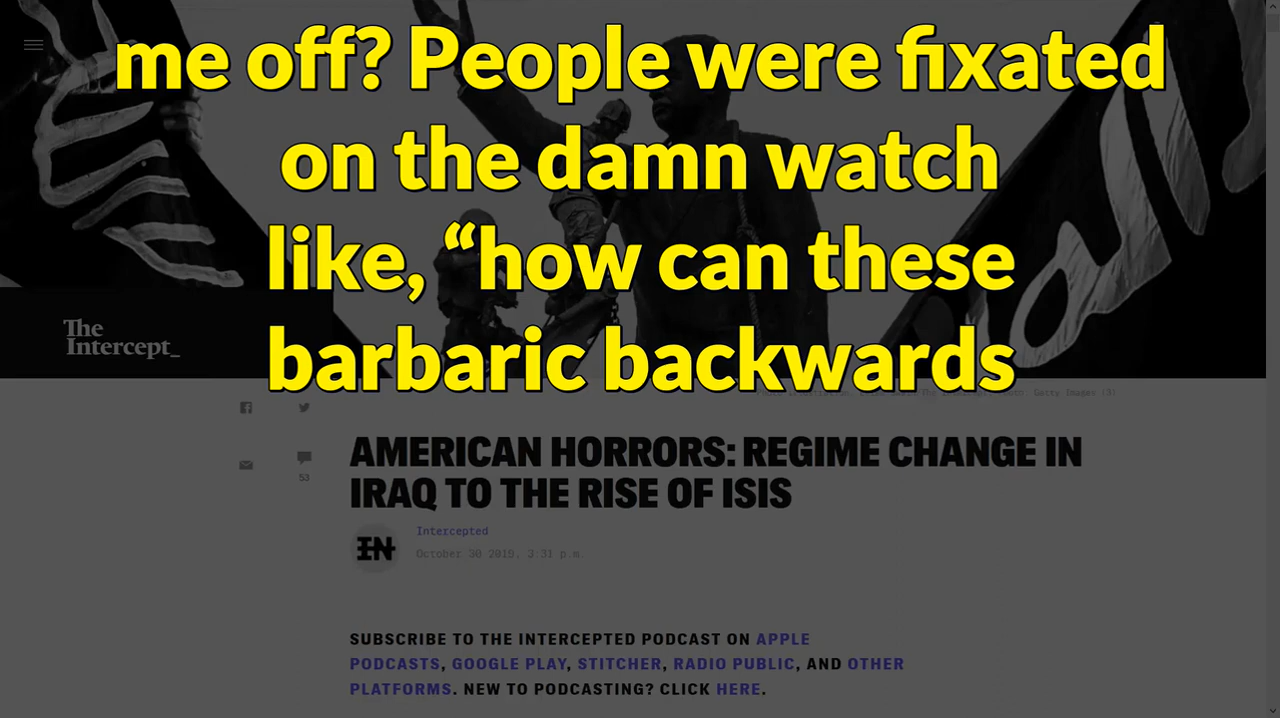 me off? People were fixated
on the damn watch
like, “how can these
barbaric backwards
The
Intercept_
AMERICAN HORRORS: REGIME CHANGE IN
IRAQ TO THE RISE OF ISIS
53
Intercepted
October 30 2019, 3:31 p.m.
SUBSCRIBE TO THE INTERCEPTED PODCAST ON APPLE
PODCASTS, GOOGLE PLAY, STITCHER, RADIO PUBLIC, AND OTHER
PLATFORMS. NEW TO PODCASTING? CLICK HERE.